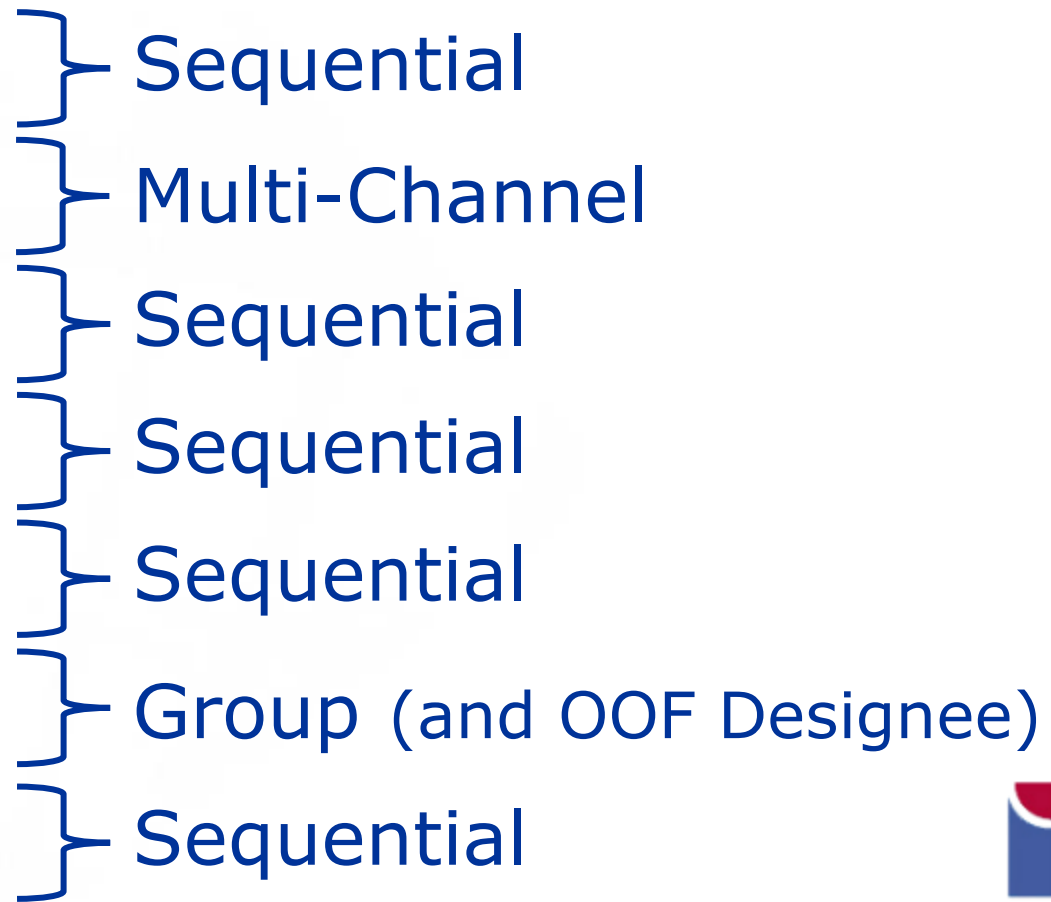 Sequential
Multi-Channel
Sequential
Sequential
Sequential
Group (and OOF Designee)
Sequential